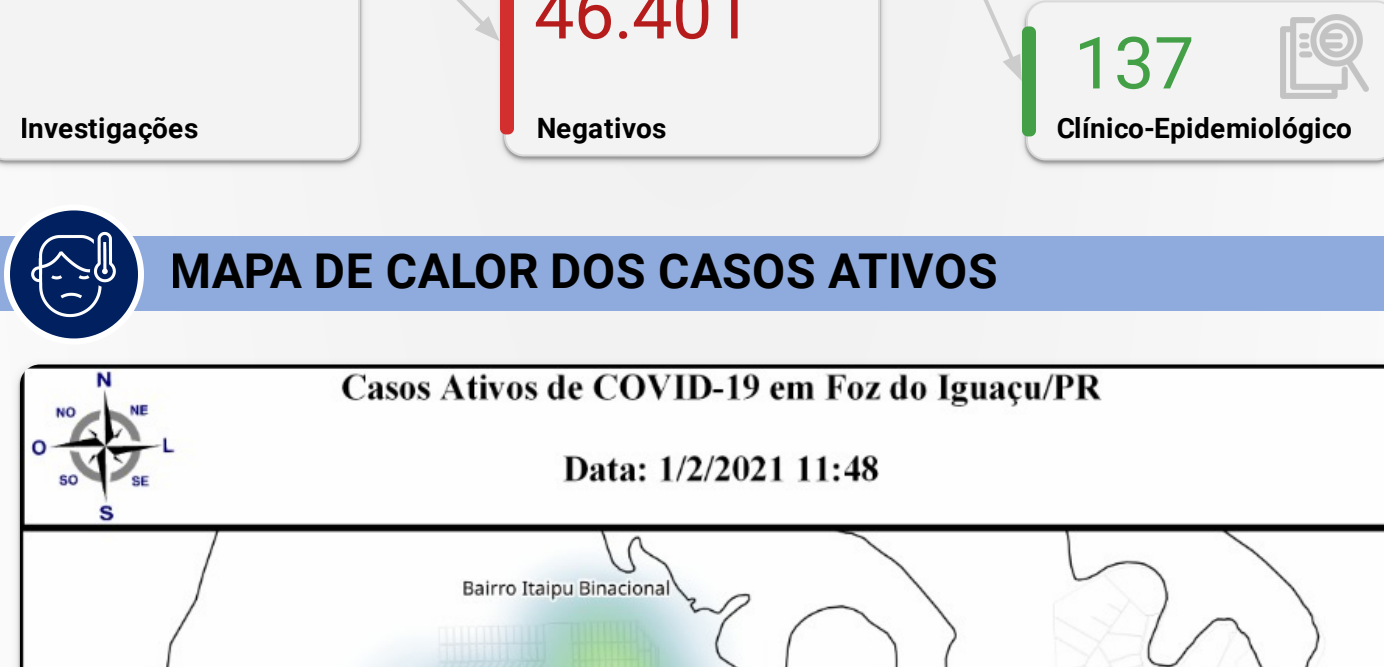 46.401
137
Investigações
Negativos
Clínico-Epidemiológico
MAPA DE CALOR DOS CASOS ATIVOS
N
NO
NE
O
L
SO
SE
S
Casos Ativos de COVID-19 em Foz do Iguaçu/PR
Data: 1/2/2021 11:48
Bairro Itaipu Binacional